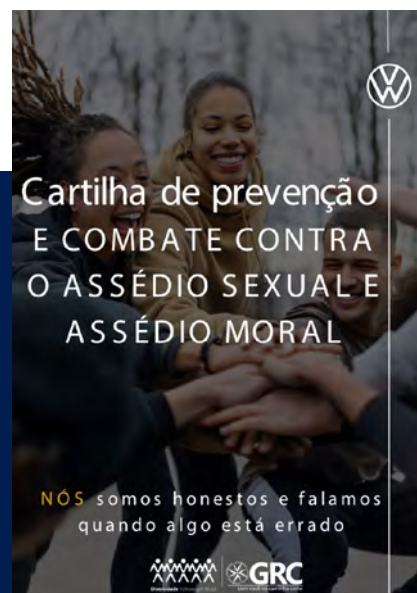 Cartilha de prevenção
E COMBATE CONTRA
O ASSÉDIO SEXUAL E
ASSÉDIO MORAL
NÓS somos honestos e falamos
quando algo está errado
GRC